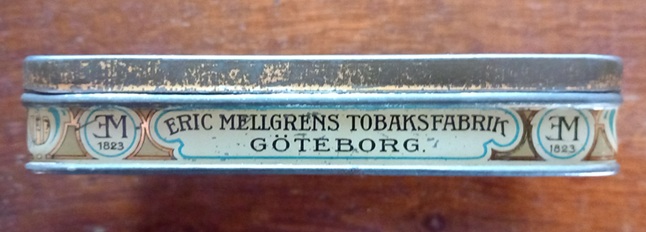 EM
1823
ERIC MELLGRENS TOBAKSFABRIK
GÖTEBORG.
EM
1823